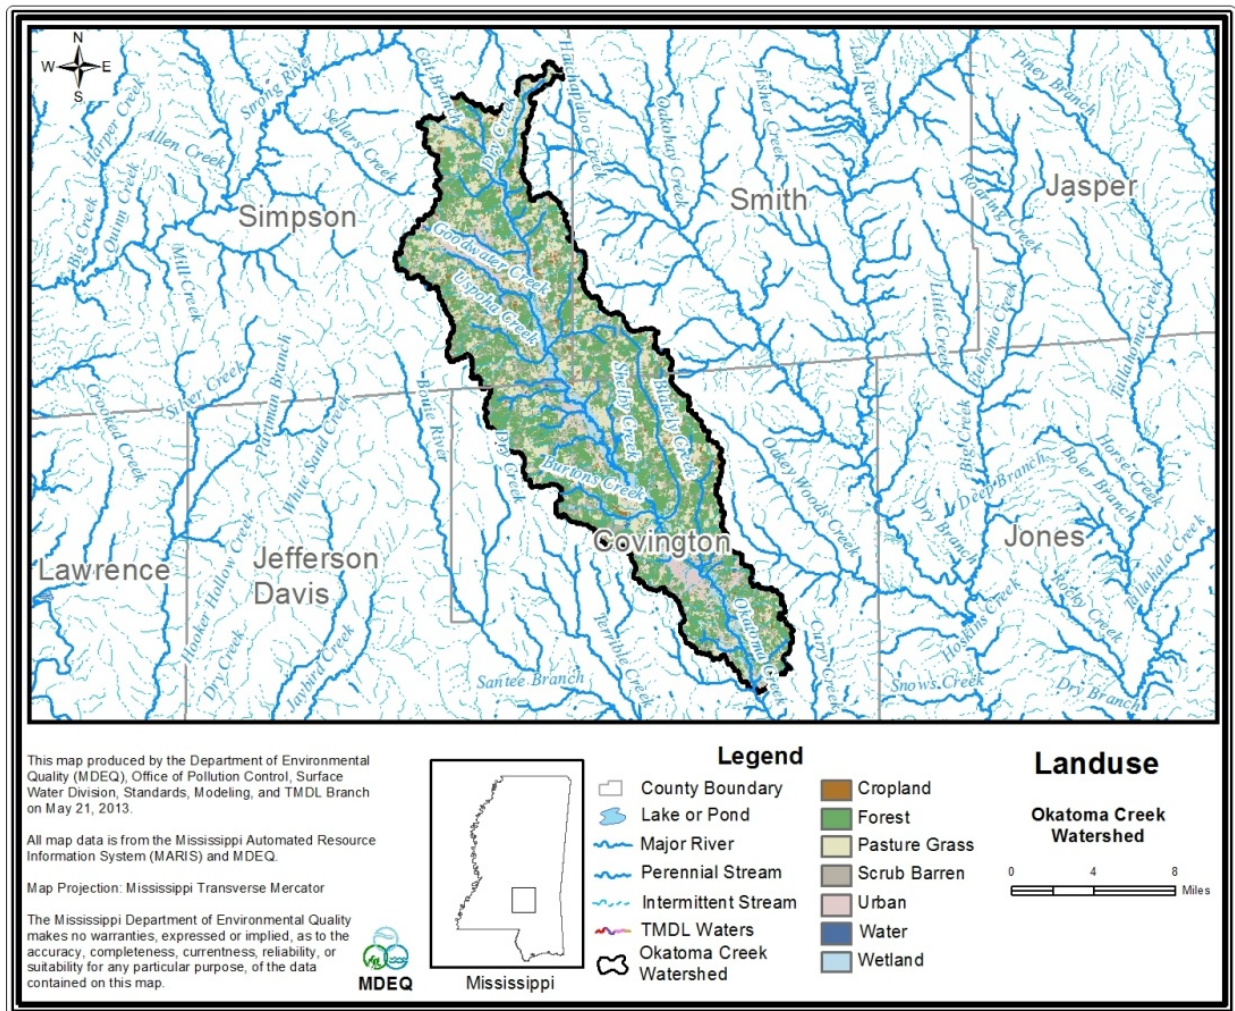 N
W E
S
Harper Creek
Allen Creek
Strong River
Sellers Creek
Big Creek
Quinn Creek
Mill Creek
Simpson
Dry Creek
Hatchapaloo Creek
Oakohai Creek
Fisher Creek
Leaf River
Piney Branch
Smith
Jasper
Roaring Creek
Goodwater Creek
Little Creek
Etehomo Creek
Tallahoma Creek
Crooked Creek
Silver Creek
Poorman Branch
White Sand Creek
Bouie River
Dry Creek
Shelby Creek
Blakely Creek
Burtons Creek
Oakey Woods Creek
Big Creek
Deep Branch
Dry Branch
Boler Branch
Horse Creek
Covington
Jones
Lawrence
Jefferson
Davis
Hooker Hollow Creek
Dry Creek
Jaybird Creek
Santee Branch
Terrible Creek
Okatoma Creek
Curry Creek
Hoskins Creek
Rocky Creek
Tallahala Creek
Snows Creek
Dry Branch
This map produced by the Department of Environmental
Quality (MDEQ), Office of Pollution Control, Surface
Water Division, Standards, Modeling, and TMDL Branch
on May 21, 2013.
All map data is from the Mississippi Automated Resource
Information System (MARIS) and MDEQ.
Map Projection: Mississippi Transverse Mercator
The Mississippi Department of Environmental Quality
makes no warranties, expressed or implied, as to the
accuracy, completeness, currentness, reliability, or
suitability for any particular purpose, of the data
contained on this map.
MDEQ
Mississippi
Legend
County Boundary
Lake or Pond
Major River
Perennial Stream
Intermittent Stream
TMDL Waters
Okatoma Creek
Watershed
Cropland
Forest
Pasture Grass
Scrub Barren
Urban
Water
Wetland
Landuse
Okatoma Creek
Watershed
0 4 8
Miles